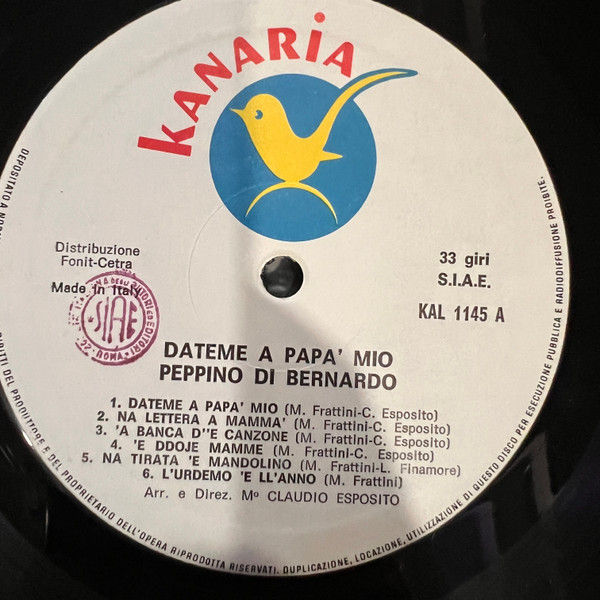 KANARiA
Distribuzione
Fonit-Cetra
Made in Italy
33 giri
S.I.A.E.
KAL 1145 A
SIAE
ROMA
DATEME A PAPA' MIO
PEPPINO DI BERNARDO
1. DATEME A PAPA' MIO (M. Frattini-C. Esposito)
2. NA LETTERA A MAMMA' (M. Frattini-C. Esposito)
3. 'A BANCA D''E CANZONE (M. Frattini-C. Esposito)
4. 'E DDOJE MAMME (M. Frattini-C. Esposito)
5. NA TIRATA 'E MANDOLINO (M. Frattini-L. Finamore)
6. L'URDEMO 'E LL'ANNO (M. Frattini)
Arr. e Direz. Mº CLAUDIO ESPOSITO
DEPOSITATO A
DIRITTI DEL PRODUTTORE E DEL PROPRIETARIO DELL'OPERA RIPRODOTTA RISERVATI. DUPLICAZIONE, LOCAZIONE, UTILIZZAZIONE DI QUESTO DISCO PER ESECUZIONE PUBBLICA E RADIODIFFUSIONE PROIBITE.